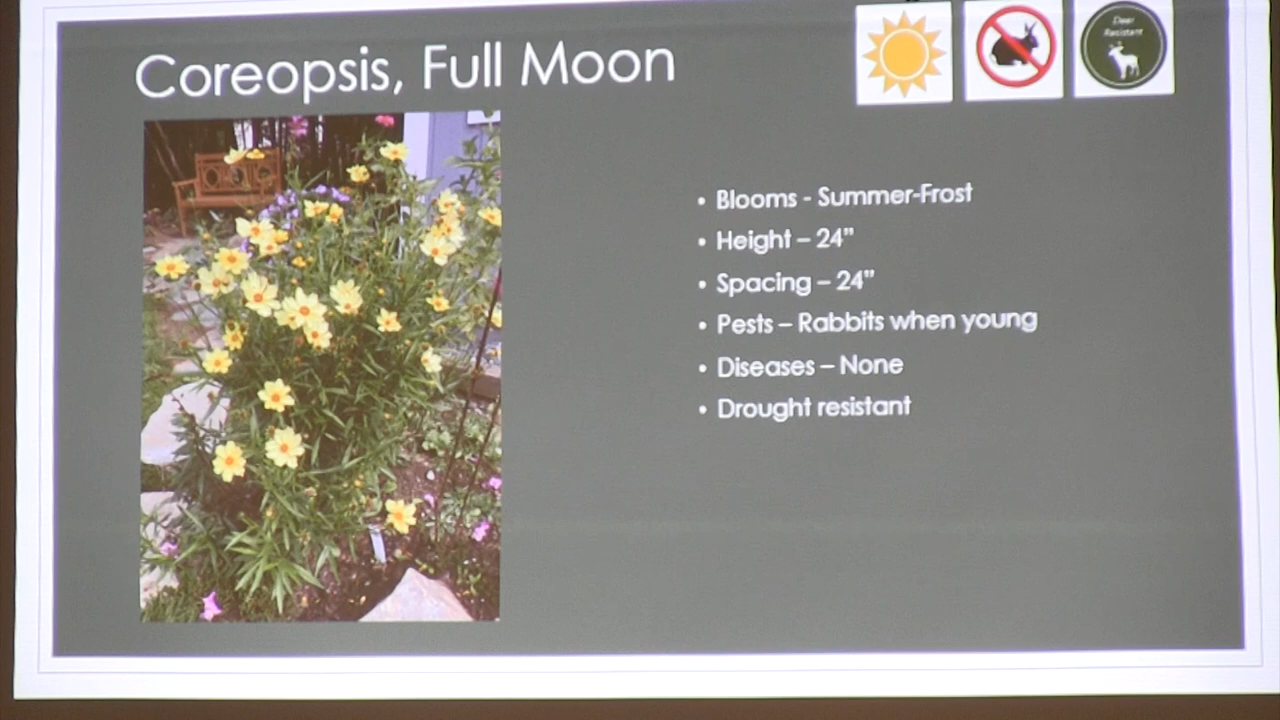 Coreopsis, Full Moon
Deer
Resistant
• Blooms - Summer-Frost
• Height – 24”
• Spacing – 24”
• Pests – Rabbits when young
• Diseases – None
• Drought resistant